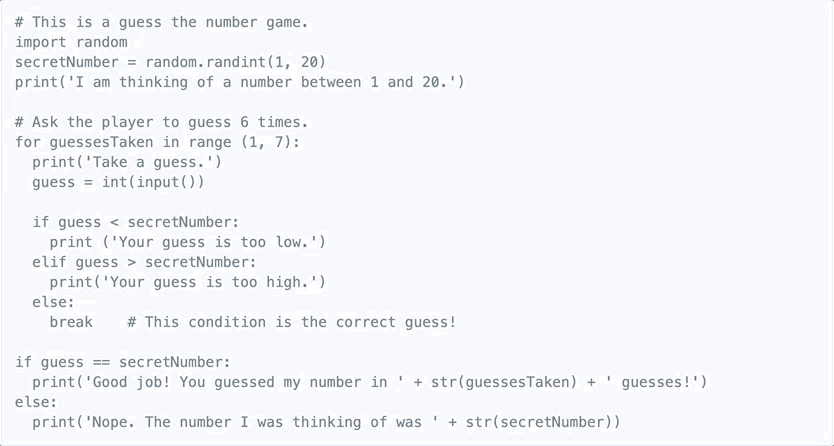 # This is a guess the number game.
import random
secretNumber = random.randint(1, 20)
print('I am thinking of a number between 1 and 20.')

# Ask the player to guess 6 times.
for guessesTaken in range (1, 7):
  print('Take a guess.')
  guess = int(input())

  if guess < secretNumber:
    print ('Your guess is too low.')
  elif guess > secretNumber:
    print('Your guess is too high.')
  else:
    break    # This condition is the correct guess!

if guess == secretNumber:
  print('Good job! You guessed my number in ' + str(guessesTaken) + ' guesses!')
else:
  print('Nope. The number I was thinking of was ' + str(secretNumber))